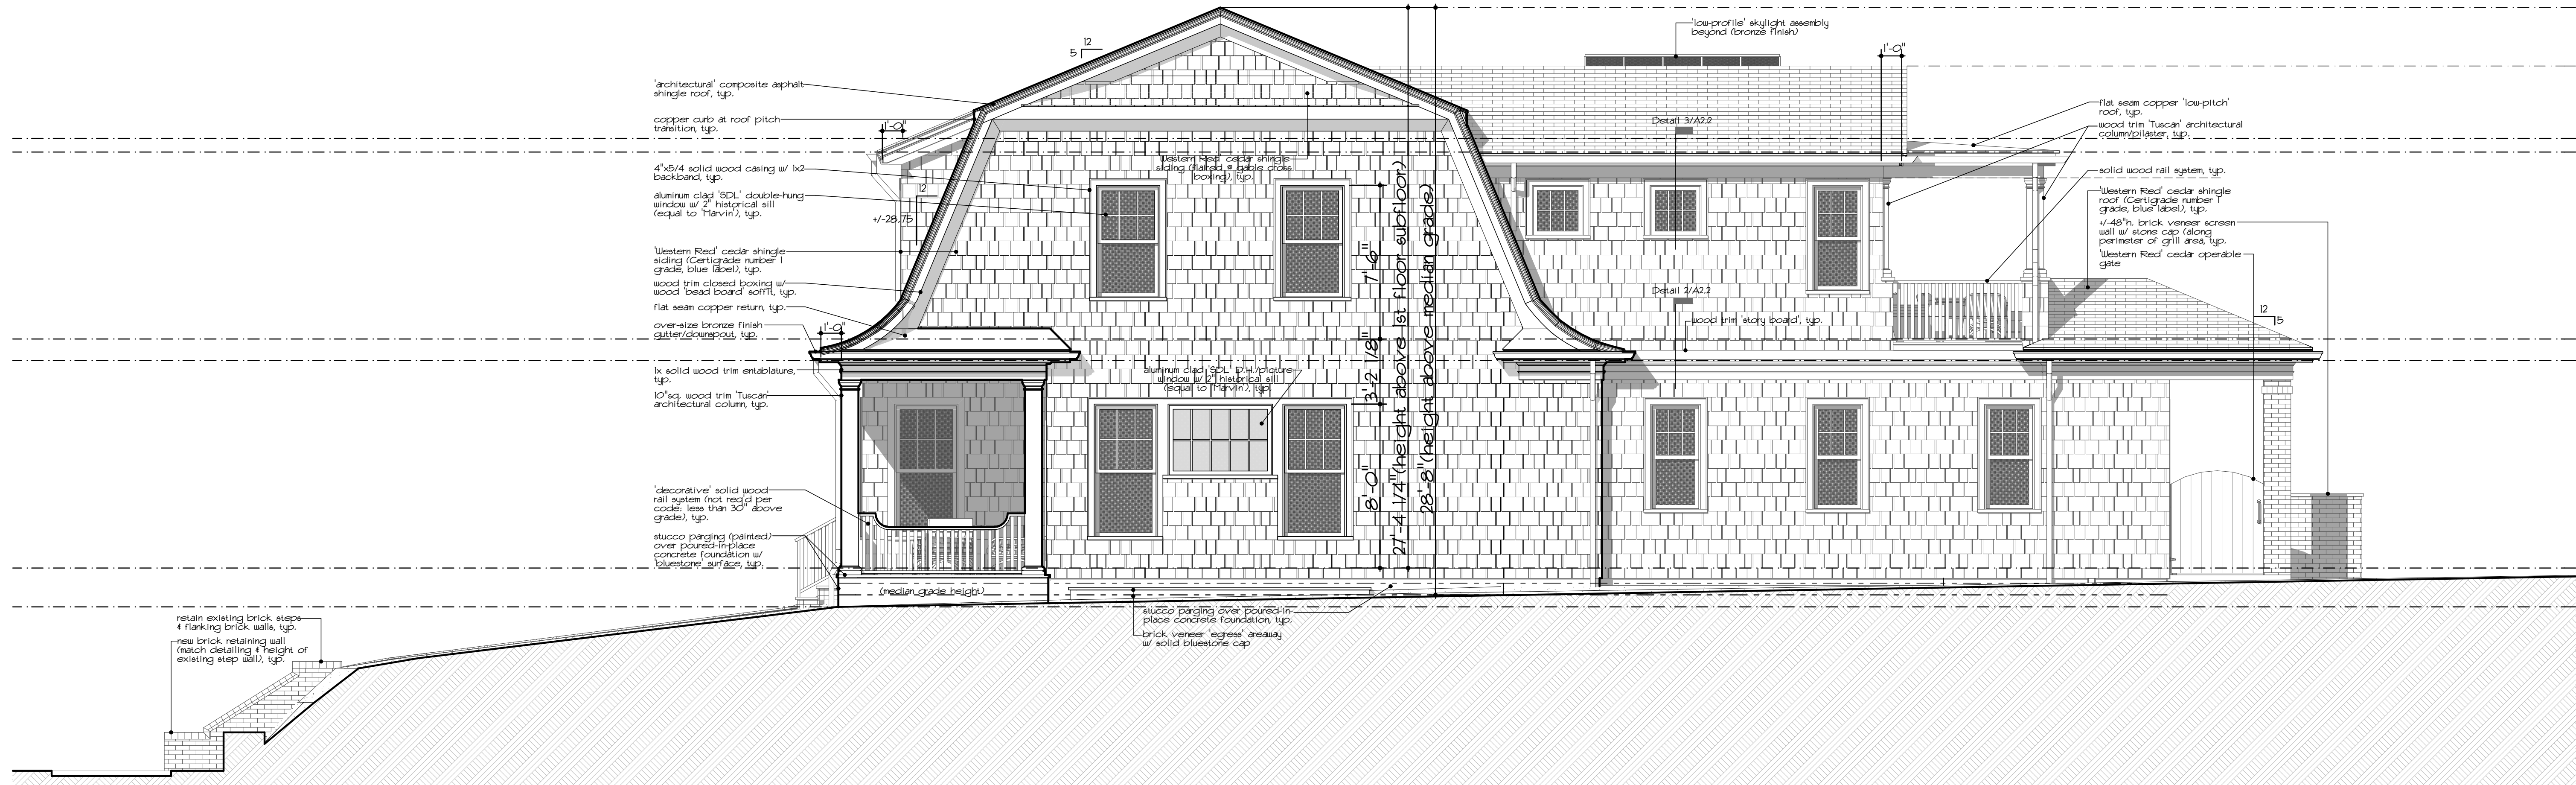 'low-profile' skylight assembly
beyond (bronze finish)
12
5
1'-0"
'architectural' composite asphalt
shingle roof, typ.
copper curb at roof pitch
transition, typ.
1'-0"
4"x5/4 solid wood casing w/ 1x2
backband, typ.
12
+/-28.75
aluminum clad 'SDL' double-hung
window w/ 2" historical sill
(equal to 'Marvin'), typ.
'Western Red' cedar shingle
siding (Certigrade number 1
grade, blue label), typ.
wood trim closed boxing w/
wood 'bead board' soffit, typ.
flat seam copper return, typ.
over-size bronze finish
gutter/downspout, typ.
1'-0"
1x solid wood trim entablature,
typ.
10"sq. wood trim 'Tuscan'
architectural column, typ.
'decorative' solid wood
rail system (not req'd per
code: less than 30" above
grade), typ.
stucco parging (painted)
over poured-in-place
concrete foundation w/
'bluestone' surface, typ.
retain existing brick steps
& flanking brick walls, typ.
new brick retaining wall
(match detailing & height of
existing step wall), typ.
'Western Red' cedar shingle
siding (flaired @ gable cross
boxing), typ.
aluminum clad 'SDL' D.H./picture
window w/ 2" historical sill
(equal to 'Marvin'), typ.
7'-6"
3'-2 7/8"
8'-0"
27'-4 1/4" (height above 1st floor subfloor)
28'-8" (height above median grade)
(median grade height)
stucco parging over poured-in-
place concrete foundation, typ.
brick veneer 'egress' areaway
w/ solid bluestone cap
Detail 3/A2.2
Detail 2/A2.2
wood trim 'story board', typ.
flat seam copper 'low-pitch'
roof, typ.
wood trim 'Tuscan' architectural
column/pilaster, typ.
solid wood rail system, typ.
'Western Red' cedar shingle
roof (Certigrade number 1
grade, blue label), typ.
+/-48"h. brick veneer screen
wall w/ stone cap (along
perimeter of grill area, typ.
'Western Red' cedar operable
gate
12
5